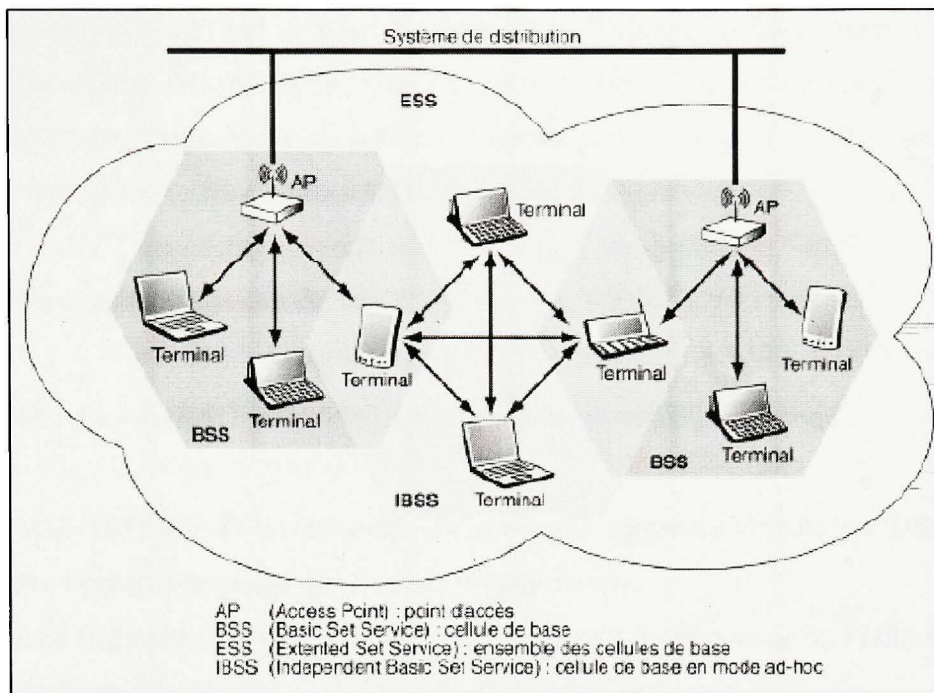 Système de distribution
ESS
AP
Terminal
AP
Terminal
Terminal
Terminal
Terminal
Terminal
Terminal
BSS
BSS
IBSS
Terminal
AP (Access Point) : point d'accès
BSS (Basic Set Service) : cellule de base
ESS (Extented Set Service) : ensemble des cellules de base
IBSS (Independent Basic Set Service) : cellule de base en mode ad-hoc